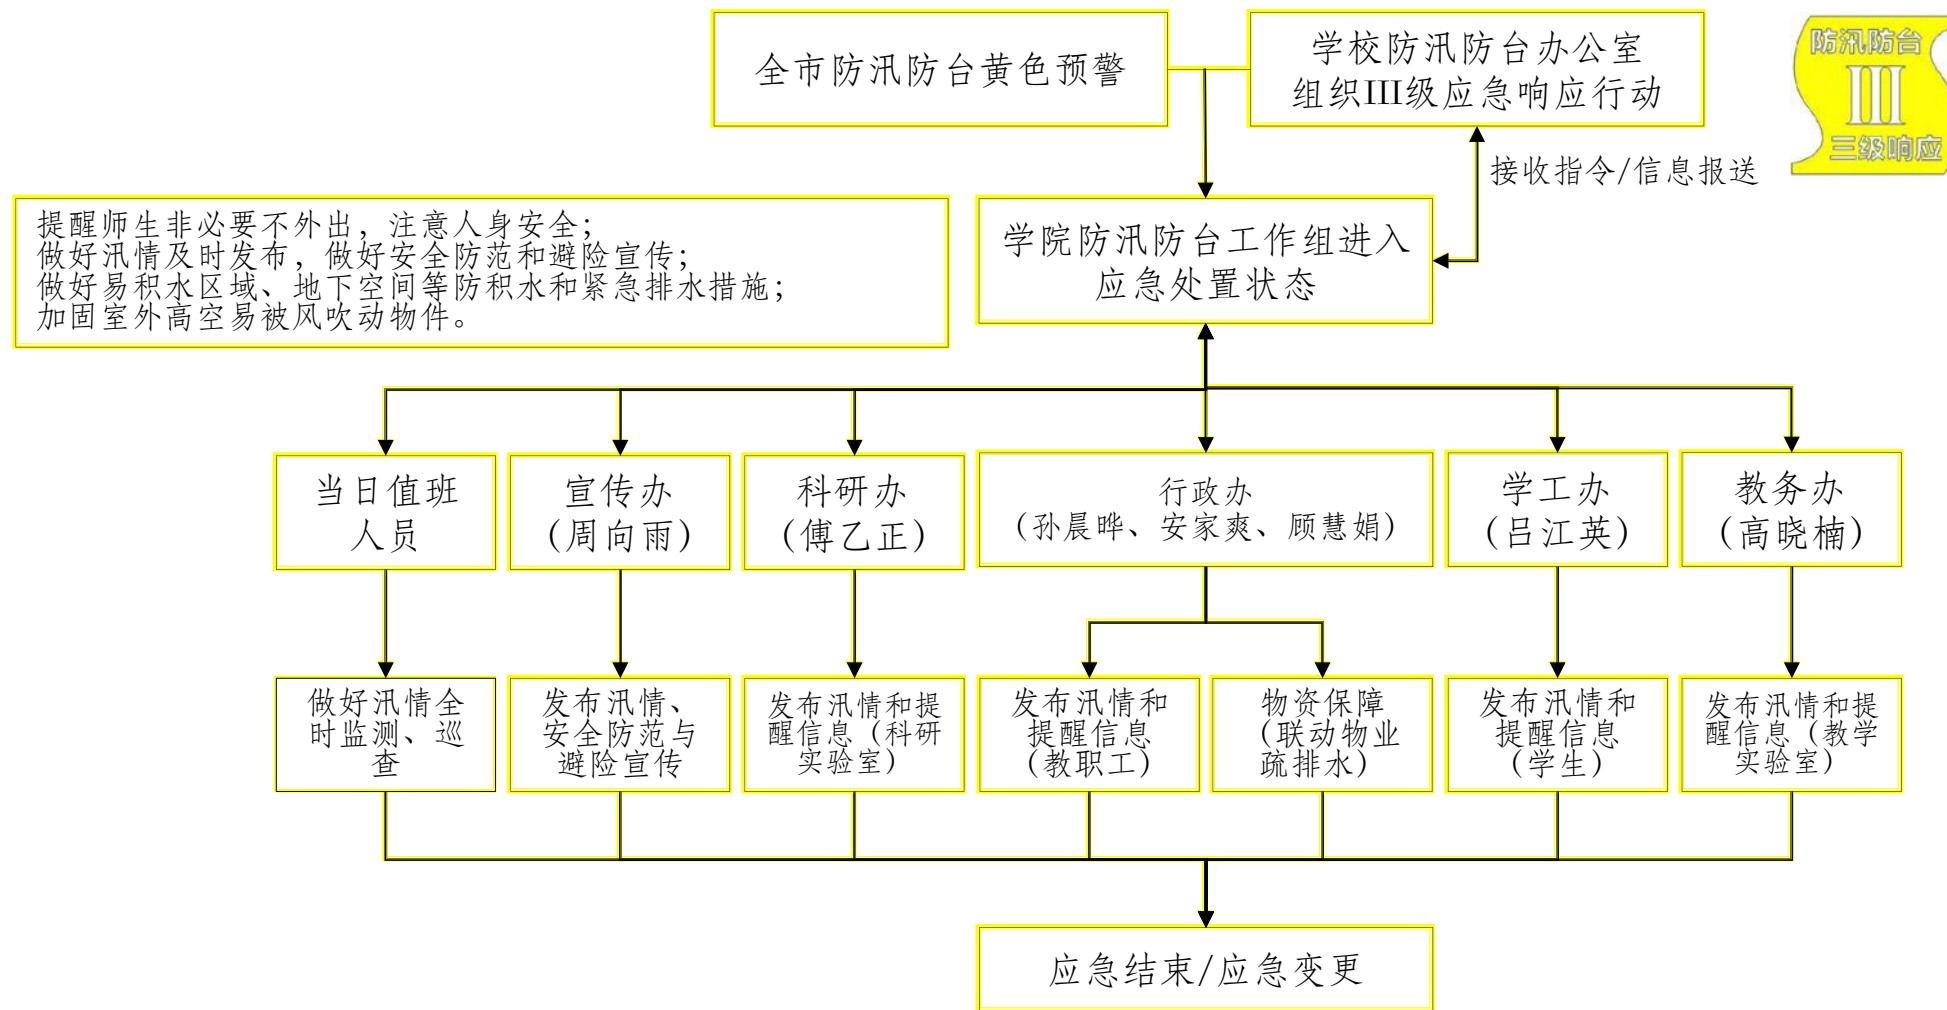 全市防汛防台黄色预警
学校防汛防台办公室
组织III级应急响应行动
防汛防台
III
三级响应
接收指令/信息报送
提醒师生非必要不外出，注意人身安全；
做好汛情及时发布，做好安全防范和避险宣传；
做好易积水区域、地下空间等防积水和紧急排水措施；
加固室外高空易被风吹动物件。
学院防汛防台工作组进入
应急处置状态
当日值班
人员
宣传办
（周向雨）
科研办
（傅乙正）
行政办
（孙晨晔、安家爽、顾慧娟）
学工办
（吕江英）
教务办
（高晓楠）
做好汛情全
时监测、巡
查
发布汛情、
安全防范与
避险宣传
发布汛情和提
醒信息（科研
实验室）
发布汛情和
提醒信息
（教职工）
物资保障
（联动物业
疏排水）
发布汛情和
提醒信息
（学生）
发布汛情和提
醒信息（教学
实验室）
应急结束/应急变更